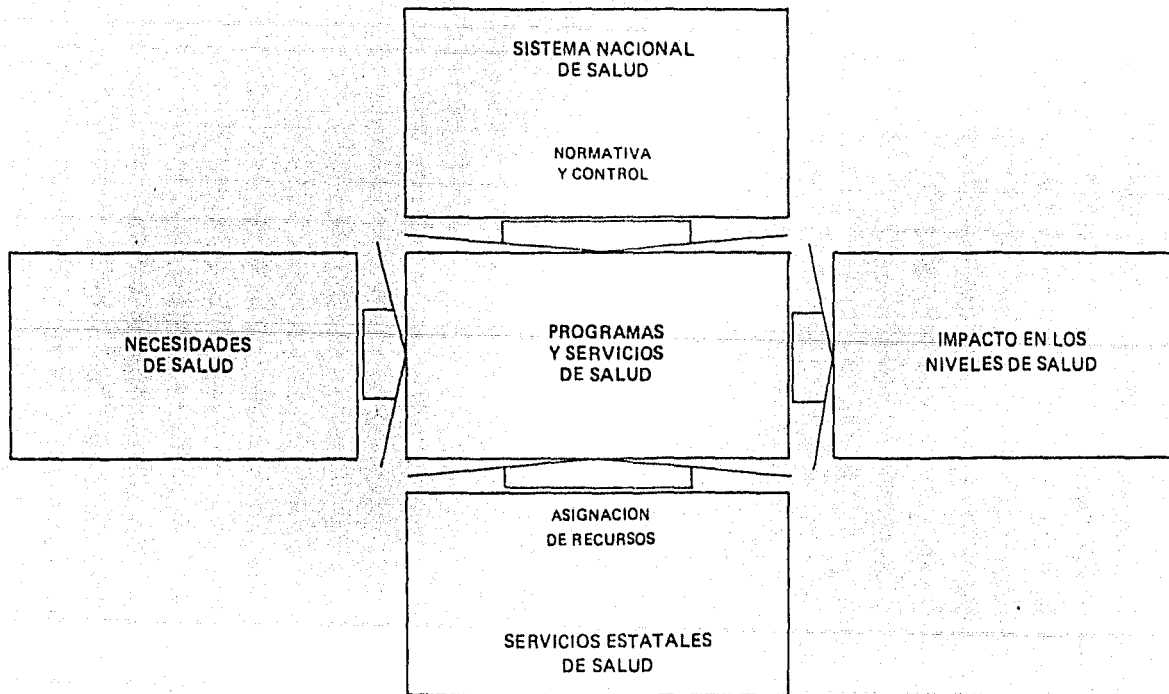 SISTEMA NACIONAL
DE SALUD
NORMATIVA
Y CONTROL
NECESIDADES
DE SALUD
PROGRAMAS
Y SERVICIOS
DE SALUD
IMPACTO EN LOS
NIVELES DE SALUD
ASIGNACION
DE RECURSOS
SERVICIOS ESTATALES
DE SALUD